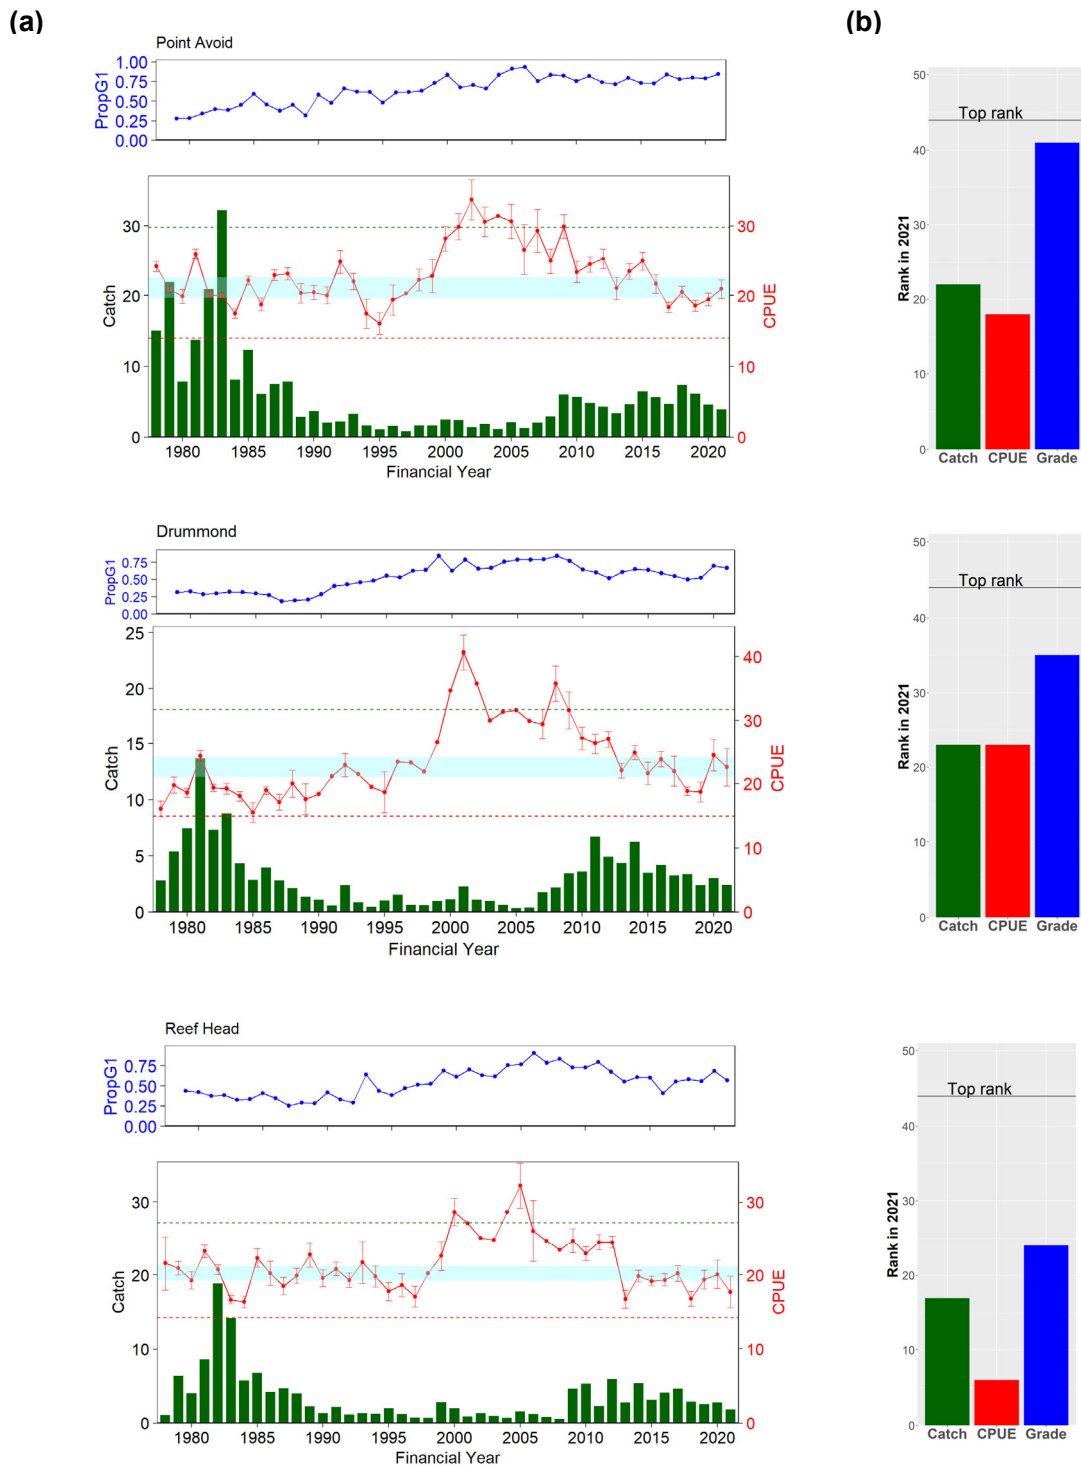 (a)
(b)
Point Avoid
1.00
0.75
0.50
0.25
0.00
PropG1
30
20
10
0
Catch
30
20
10
0
CPUE
1980 1985 1990 1995 2000 2005 2010 2015 2020
Financial Year
50
40
30
20
10
0
Rank in 2021
Top rank
Catch CPUE Grade
Drummond
0.75
0.50
0.25
0.00
PropG1
25
20
15
10
5
0
Catch
40
30
20
10
0
CPUE
1980 1985 1990 1995 2000 2005 2010 2015 2020
Financial Year
50
40
30
20
10
0
Rank in 2021
Top rank
Catch CPUE Grade
Reef Head
0.75
0.50
0.25
0.00
PropG1
30
20
10
0
Catch
30
20
10
0
CPUE
1980 1985 1990 1995 2000 2005 2010 2015 2020
Financial Year
50
40
30
20
10
0
Rank in 2021
Top rank
Catch CPUE Grade